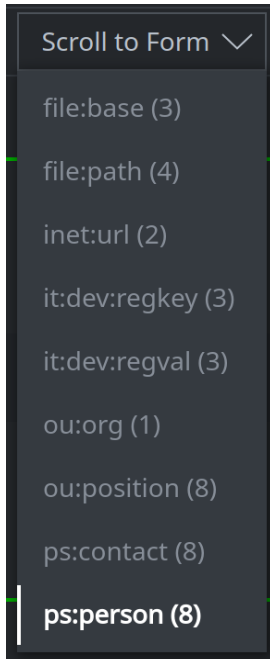 Scroll to Form
file:base (3)
file:path (4)
inet:url (2)
it:dev:regkey (3)
it:dev:regval (3)
ou:org (1)
ou:position (8)
ps:contact (8)
ps:person (8)